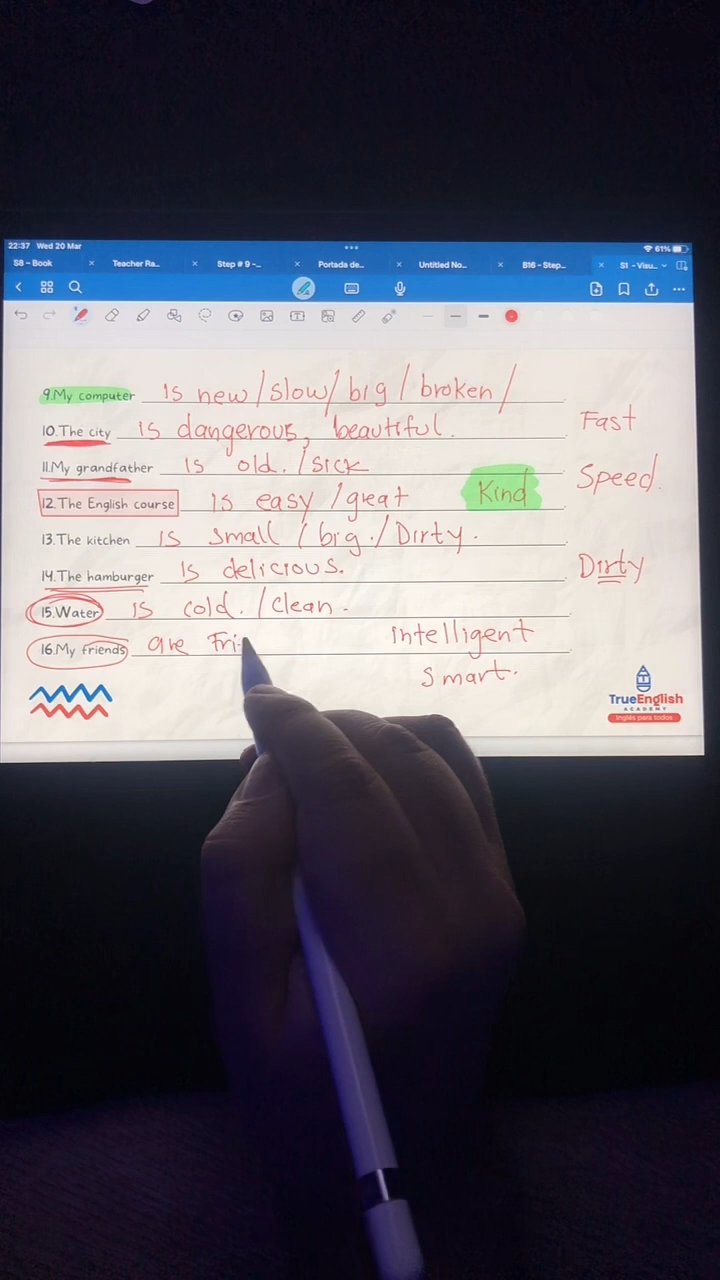 22:37 Wed 20 Mar
61%
S8 – Book
Teacher Ra...
Step # 9 -...
Portada de...
Untitled No...
B16 – Step...
S1 – Visu...
9.My computer is new/slow/big/broken/
Fast
10.The city is dangerous, beautiful.
11.My grandfather is old./sick
Speed.
12.The English course is easy/great Kind
13.The kitchen is small/big./Dirty.
14.The hamburger is delicious.
Dirty
15.Water is cold./clean.
16.My friends are Fri intelligent
smart.
TrueEnglish
ACADEMY
Inglés para todos